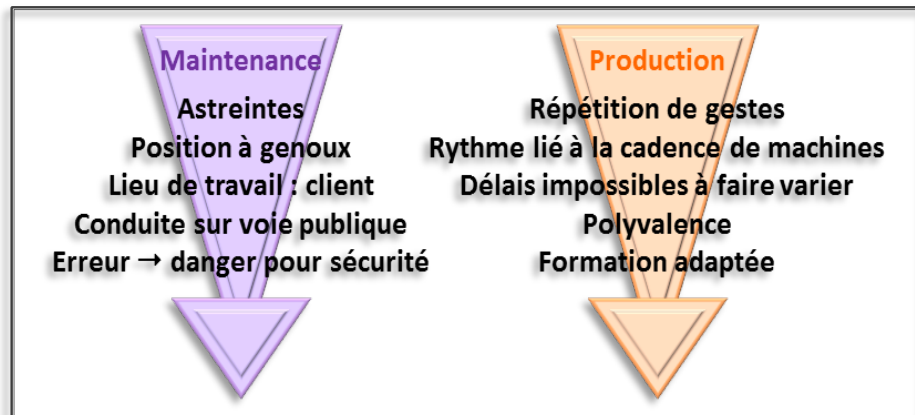 Maintenance
Astreintes
Position à genoux
Lieu de travail : client
Conduite sur voie publique
Erreur → danger pour sécurité
Production
Répétition de gestes
Rythme lié à la cadence de machines
Délais impossibles à faire varier
Polyvalence
Formation adaptée